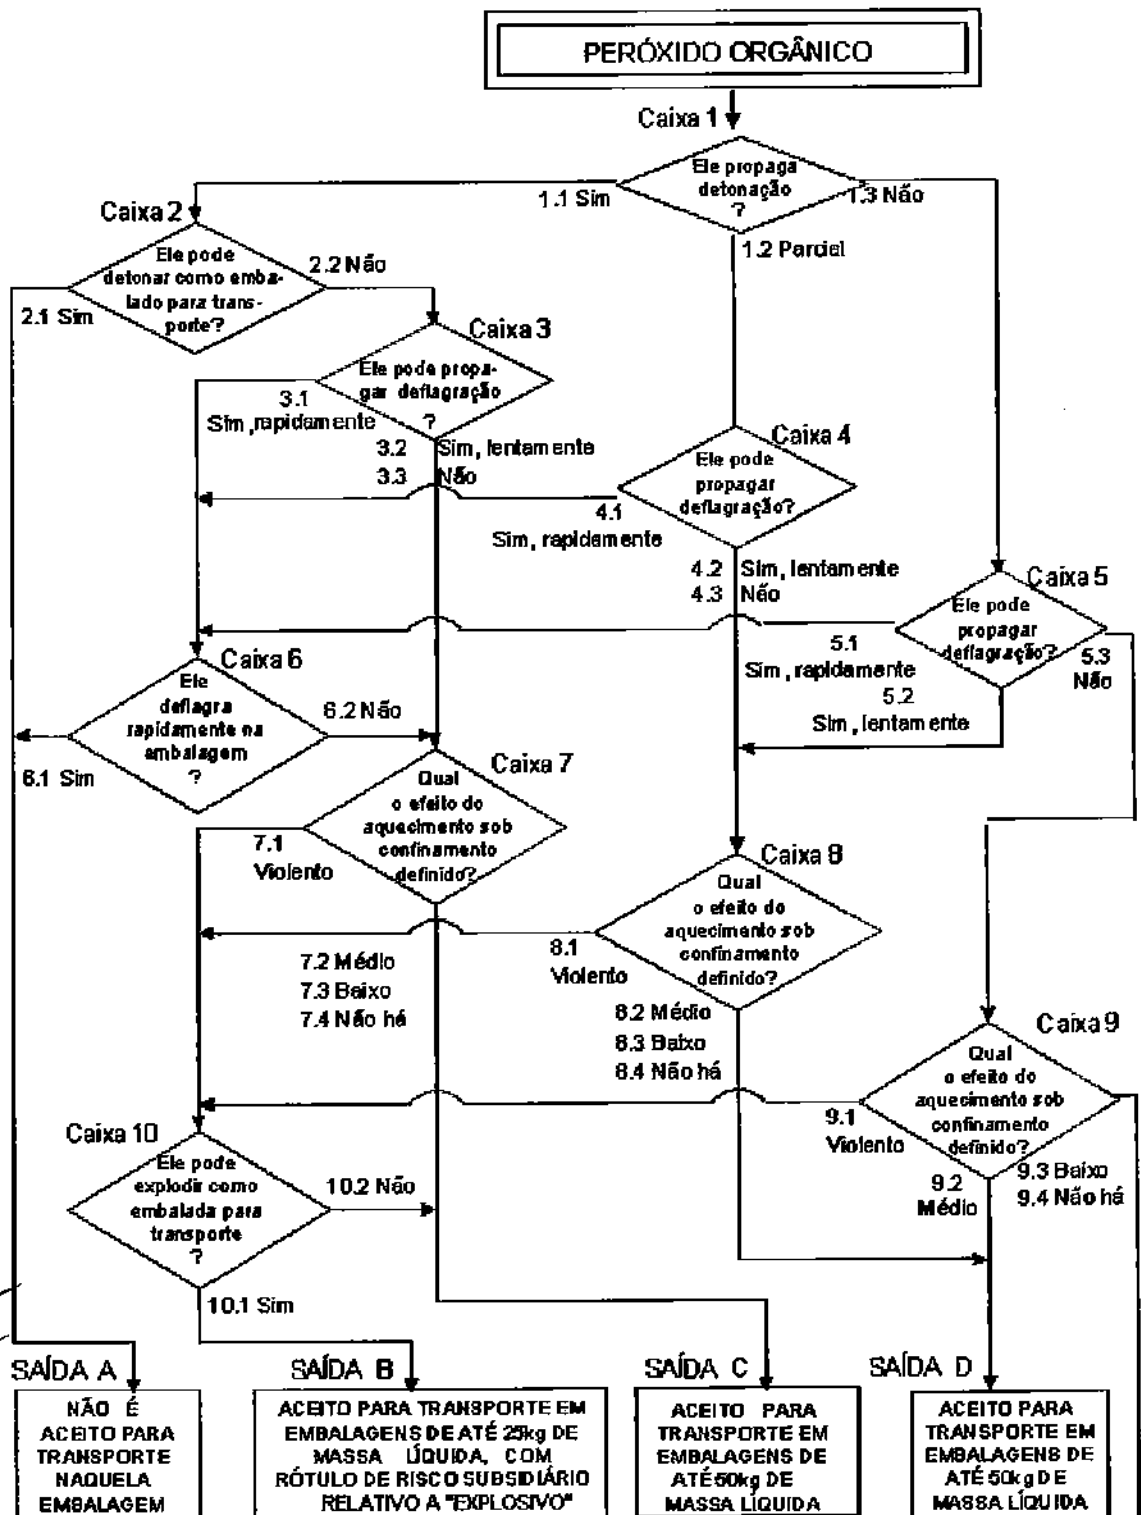 PERÓXIDO ORGÂNICO
Caixa 1
Ele propaga
detonação
?
1.1 Sim
1.3 Não
1.2 Parcial
Caixa 2
Ele pode
detonar como emba-
lado para trans-
porte?
2.2 Não
2.1 Sim
Caixa 3
Ele pode propa-
gar deflagração
?
3.1
Sim, rapidamente
3.2 Sim, lentamente
3.3 Não
Caixa 4
Ele pode
propagar
deflagração?
4.1
Sim, rapidamente
4.2 Sim, lentamente
4.3 Não
Caixa 5
Ele pode
propagar
deflagração?
5.1
Sim, rapidamente
5.2
Sim, lentamente
5.3
Não
Caixa 6
Ele
deflagra
rapidamente na
embalagem
?
6.2 Não
6.1 Sim
Caixa 7
Qual
o efeito do
aquecimento sob
confinamento
definido?
7.1
Violento
7.2 Médio
7.3 Baixo
7.4 Não há
Caixa 8
Qual
o efeito do
aquecimento sob
confinamento
definido?
8.1
Violento
8.2 Médio
8.3 Baixo
8.4 Não há
Caixa 9
Qual
o efeito do
aquecimento sob
confinamento
definido?
9.1
Violento
9.2
Médio
9.3 Baixo
9.4 Não há
Caixa 10
Ele pode
explodir como
embalada para
transporte
?
10.2 Não
10.1 Sim
SAÍDA A
NÃO É
ACEITO PARA
TRANSPORTE
NAQUELA
EMBALAGEM
SAÍDA B
ACEITO PARA TRANSPORTE EM
EMBALAGENS DE ATÉ 25kg DE
MASSA LÍQUIDA, COM
RÓTULO DE RISCO SUBSIDIÁRIO
RELATIVO A "EXPLOSIVO"
SAÍDA C
ACEITO PARA
TRANSPORTE EM
EMBALAGENS DE
ATÉ 50kg DE
MASSA LÍQUIDA
SAÍDA D
ACEITO PARA
TRANSPORTE EM
EMBALAGENS DE
ATÉ 50kg DE
MASSA LÍQUIDA